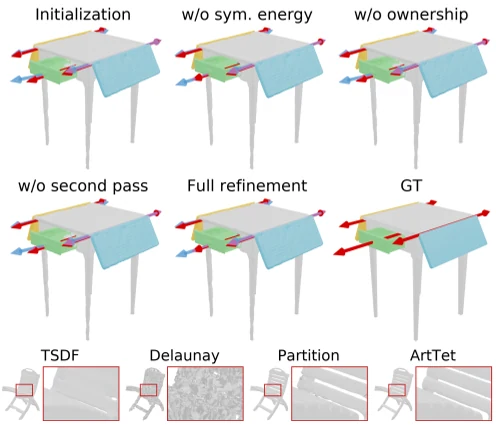 Initialization w/o sym. energy w/o ownership
w/o second pass Full refinement GT
TSDF Delaunay Partition ArtTet